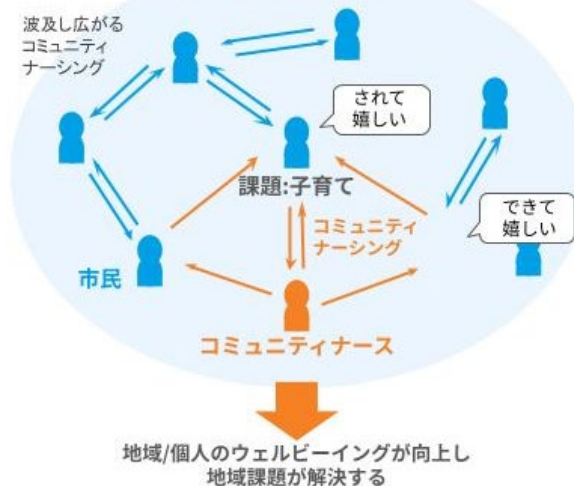 波及し広がる
コミュニティ
ナーシング
されて
嬉しい
課題:子育て
コミュニティ
ナーシング
できて
嬉しい
市民
コミュニティナース
地域/個人のウェルビーイングが向上し
地域課題が解決する